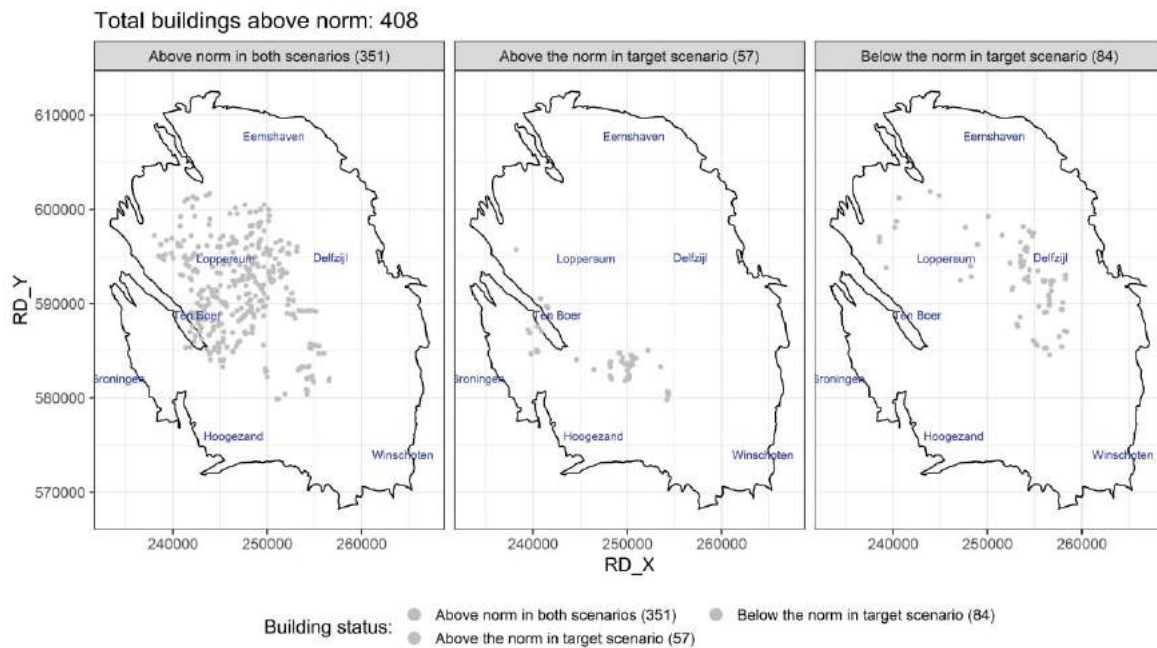 Total buildings above norm: 408
Above norm in both scenarios (351)
Above the norm in target scenario (57)
Below the norm in target scenario (84)
RD_Y
610000
600000
590000
580000
570000
Eemshaven
Loppersum
Delfzijl
Ten Boer
Groningen
Hoogezand
Winschoten
Eemshaven
Loppersum
Delfzijl
Ten Boer
Groningen
Hoogezand
Winschoten
Eemshaven
Loppersum
Delfzijl
Ten Boer
Groningen
Hoogezand
Winschoten
240000 250000 260000
240000 250000 260000
240000 250000 260000
RD_X
Building status:
Above norm in both scenarios (351)
Above the norm in target scenario (57)
Below the norm in target scenario (84)